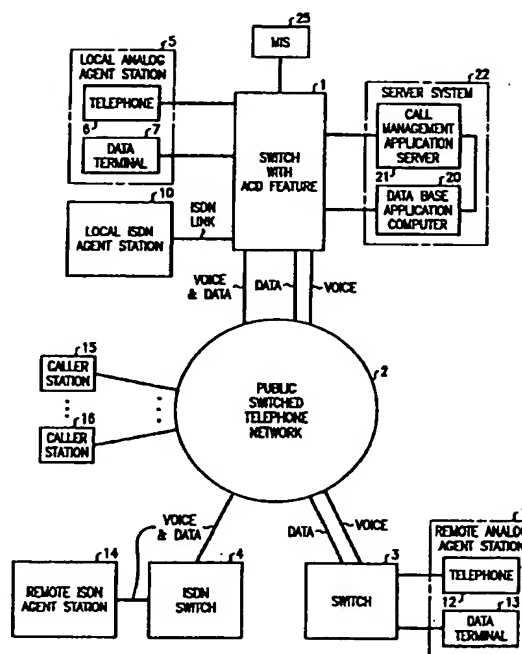 25
MIS
5
LOCAL ANALOG
AGENT STATION
TELEPHONE
6
7
DATA
TERMINAL
1
SWITCH
WITH
ACD FEATURE
22
SERVER SYSTEM
CALL
MANAGEMENT
APPLICATION
SERVER
21
20
DATA BASE
APPLICATION
COMPUTER
10
LOCAL ISDN
AGENT STATION
ISDN
LINK
VOICE
& DATA
DATA
VOICE
2
PUBLIC
SWITCHED
TELEPHONE
NETWORK
15
CALLER
STATION
16
CALLER
STATION
VOICE
& DATA
DATA
VOICE
14
REMOTE ISDN
AGENT STATION
4
ISDN
SWITCH
3
SWITCH
REMOTE ANALOG
AGENT STATION
TELEPHONE
12
13
DATA
TERMINAL